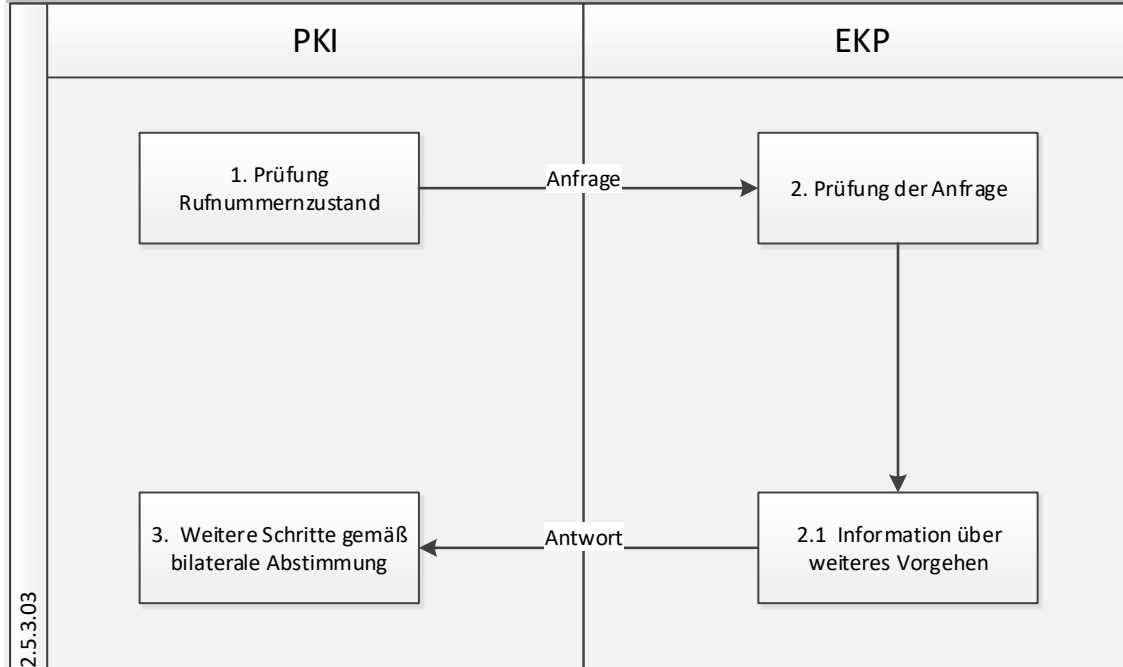 PKI
EKP
1. Prüfung
Rufnummernzustand
Anfrage
2. Prüfung der Anfrage
3. Weitere Schritte gemäß
bilaterale Abstimmung
Antwort
2.1 Information über
weiteres Vorgehen
2.5.3.03